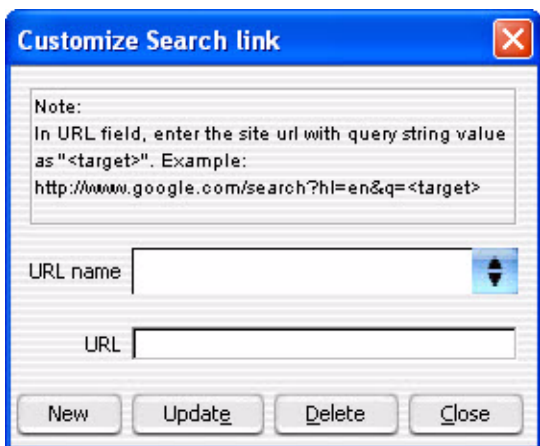 Customize Search link
Note:
In URL field, enter the site url with query string value
as "<target>". Example:
http://www.google.com/search?hl=en&q=<target>
URL name
URL
New Update Delete Close